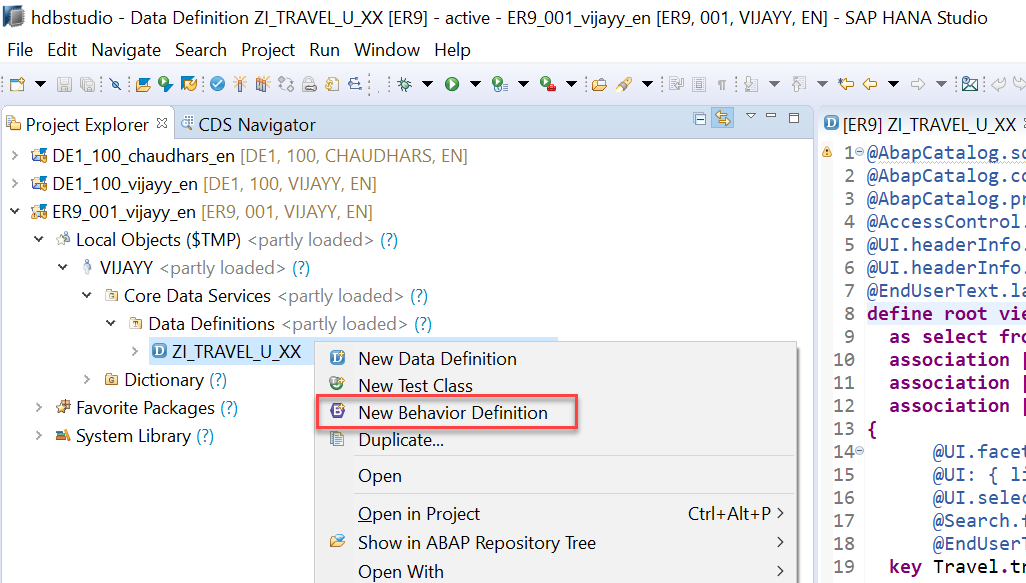 hdbstudio - Data Definition ZI_TRAVEL_U_XX [ER9] - active - ER9_001_vijayy_en [ER9, 001, VIJAYY, EN] - SAP HANA Studio
File Edit Navigate Search Project Run Window Help
Project Explorer CDS Navigator
DE1_100_chaudhars_en [DE1, 100, CHAUDHARS, EN]
DE1_100_vijayy_en [DE1, 100, VIJAYY, EN]
ER9_001_vijayy_en [ER9, 001, VIJAYY, EN]
Local Objects ($TMP) <partly loaded> (?)
VIJAYY <partly loaded> (?)
Core Data Services <partly loaded> (?)
Data Definitions <partly loaded> (?)
ZI_TRAVEL_U_XX
Dictionary (?)
Favorite Packages (?)
System Library (?)
New Data Definition
New Test Class
New Behavior Definition
Duplicate...
Open
Open in Project Ctrl+Alt+P
Show in ABAP Repository Tree
Open With
[ER9] ZI_TRAVEL_U_XX
1 @AbapCatalog.sq
2 @AbapCatalog.co
3 @AbapCatalog.pr
4 @AccessControl.
5 @UI.headerInfo.
6 @UI.headerInfo.
7 @EndUserText.la
8 define root vie
9 as select fro
10 association [
11 association [
12 association [
13 {
14 @UI.facet
15 @UI: { li
16 @UI.selec
17 @Search.f
18 @EndUserT
19 key Travel.tr